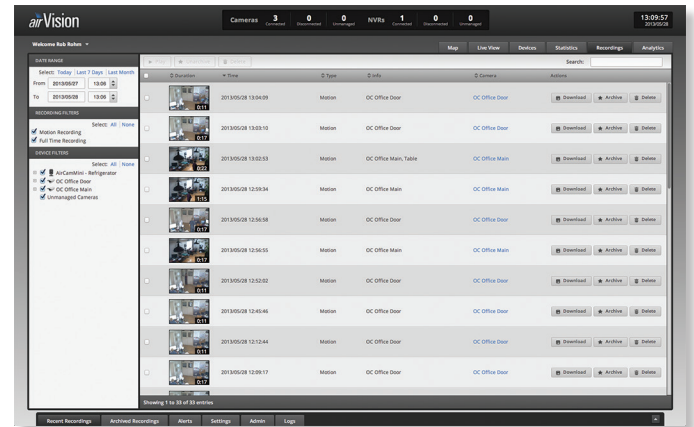 airVision
Cameras 3 Connected 0 Disconnected 0 Unmanaged NVRs 1 Connected 0 Disconnected 0 Unmanaged
13:09:57
2013/05/28
Welcome Rob Rohm
Map Live View Devices Statistics Recordings Analytics
DATE RANGE
Select: Today Last 7 Days Last Month
From 2013/05/27 13:06
To 2013/05/28 13:06
RECORDING FILTERS
Select: All None
Motion Recording
Full Time Recording
DEVICE FILTERS
Select: All None
AirCamMini - Refrigerator
OC Office Door
OC Office Main
Unmanaged Cameras
Play Delete
Search:
Duration Time Type Info Camera Actions
0:11 2013/05/28 13:04:09 Motion OC Office Door OC Office Door Download Archive Delete
0:17 2013/05/28 13:03:10 Motion OC Office Door OC Office Door Download Archive Delete
0:22 2013/05/28 13:02:53 Motion OC Office Main, Table OC Office Main Download Archive Delete
1:15 2013/05/28 12:59:34 Motion OC Office Main OC Office Main Download Archive Delete
0:17 2013/05/28 12:56:58 Motion OC Office Door OC Office Door Download Archive Delete
0:17 2013/05/28 12:56:55 Motion OC Office Main OC Office Main Download Archive Delete
0:11 2013/05/28 12:52:02 Motion OC Office Door OC Office Door Download Archive Delete
0:17 2013/05/28 12:45:46 Motion OC Office Door OC Office Door Download Archive Delete
0:11 2013/05/28 12:12:44 Motion OC Office Door OC Office Door Download Archive Delete
0:17 2013/05/28 12:09:17 Motion OC Office Door OC Office Door Download Archive Delete
Showing 1 to 33 of 33 entries
Recent Recordings Archived Recordings Alerts Settings Admin Logs